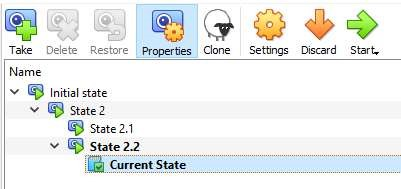 Take Delete Restore Properties Clone Settings Discard Start
Name
Initial state
State 2
State 2.1
State 2.2
Current State